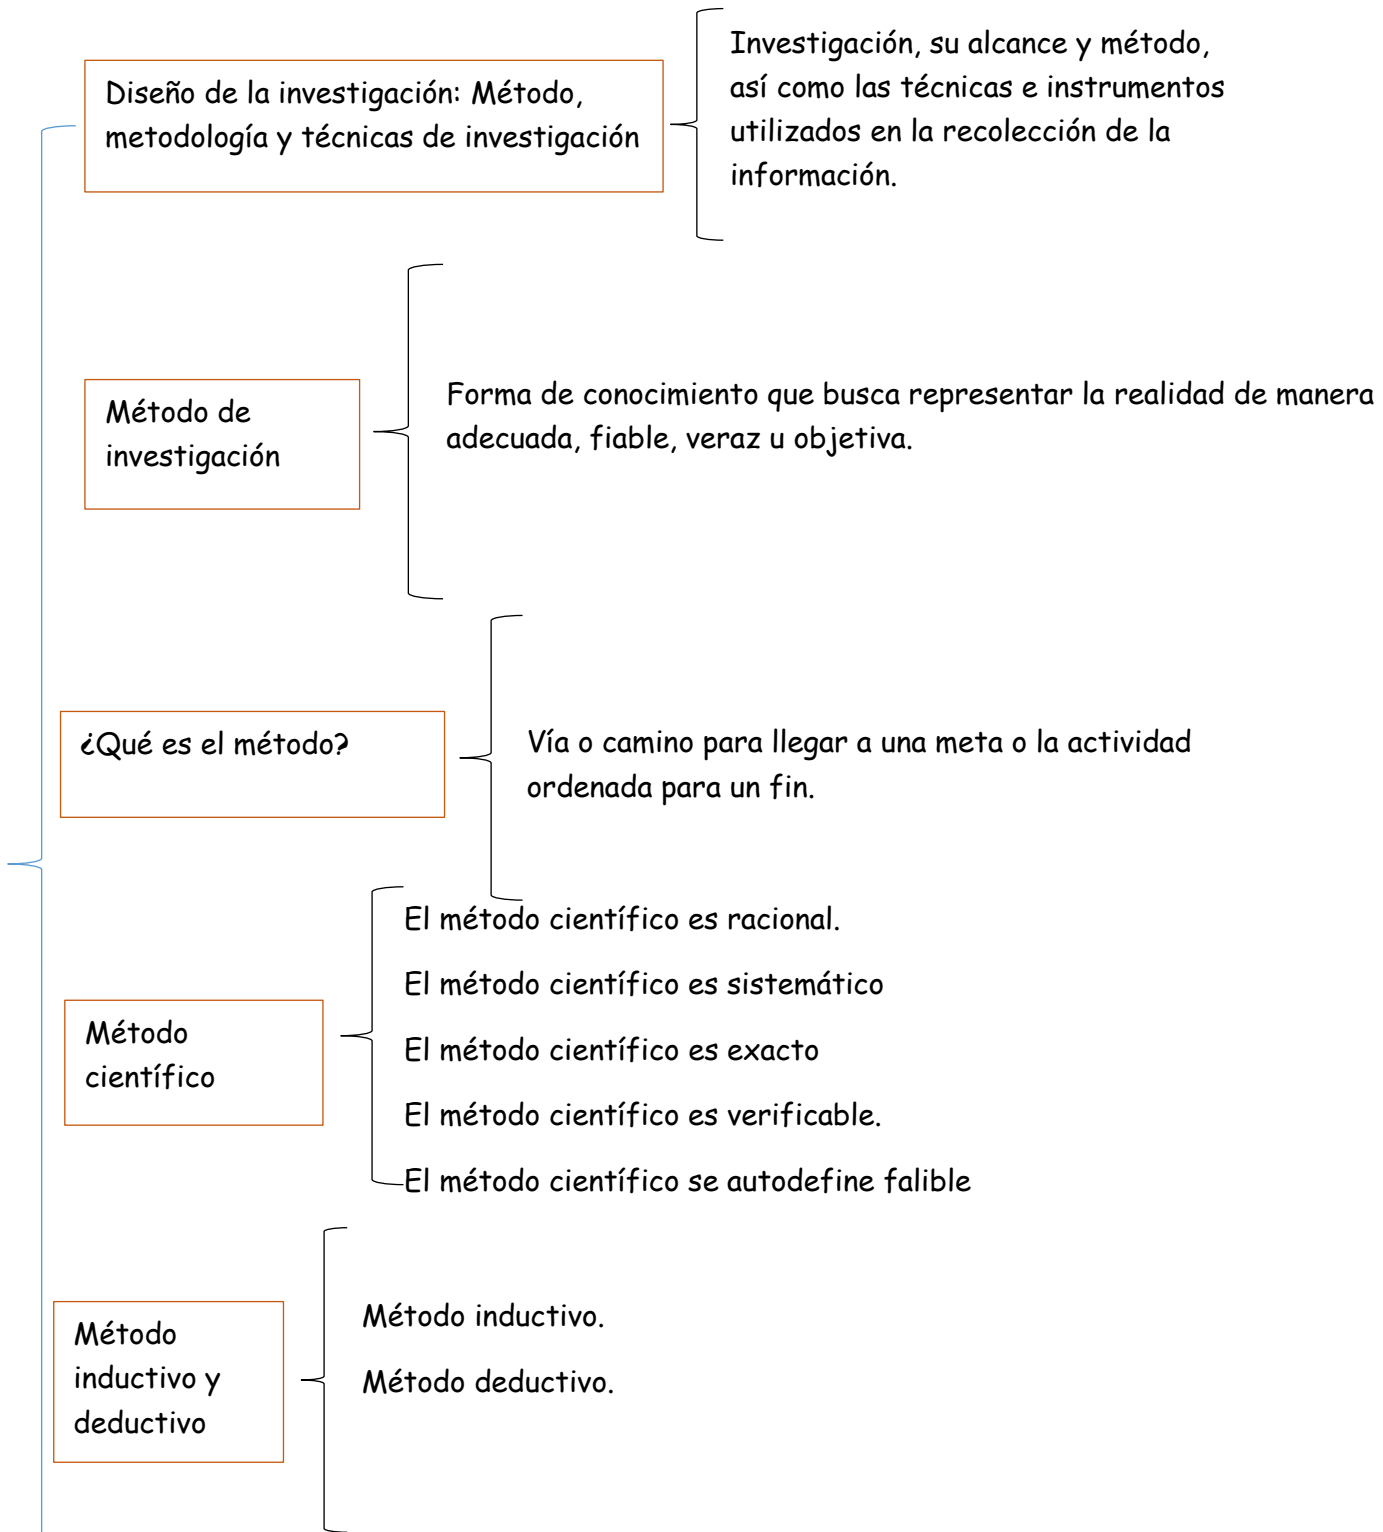 Diseño de la investigación: Método,
metodología y técnicas de investigación
Investigación, su alcance y método,
así como las técnicas e instrumentos
utilizados en la recolección de la
información.
Método de
investigación
Forma de conocimiento que busca representar la realidad de manera
adecuada, fiable, veraz u objetiva.
¿Qué es el método?
Vía o camino para llegar a una meta o la actividad
ordenada para un fin.
Método
científico
El método científico es racional.
El método científico es sistemático
El método científico es exacto
El método científico es verificable.
El método científico se autodefine falible
Método
inductivo y
deductivo
Método inductivo.
Método deductivo.